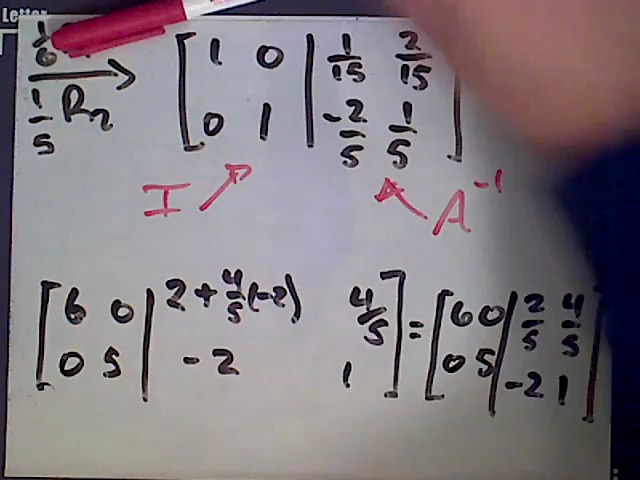 Letter
1/6
1/5 R2 → [1 0 | 1/15 2/15
0 1 | -2/5 1/5]
I A^-1
[6 0 | 2 + 4/5(-2) 4/5] = [6 0 | 2/5 4/5
0 5 | -2 1] [0 5 | -2 1]